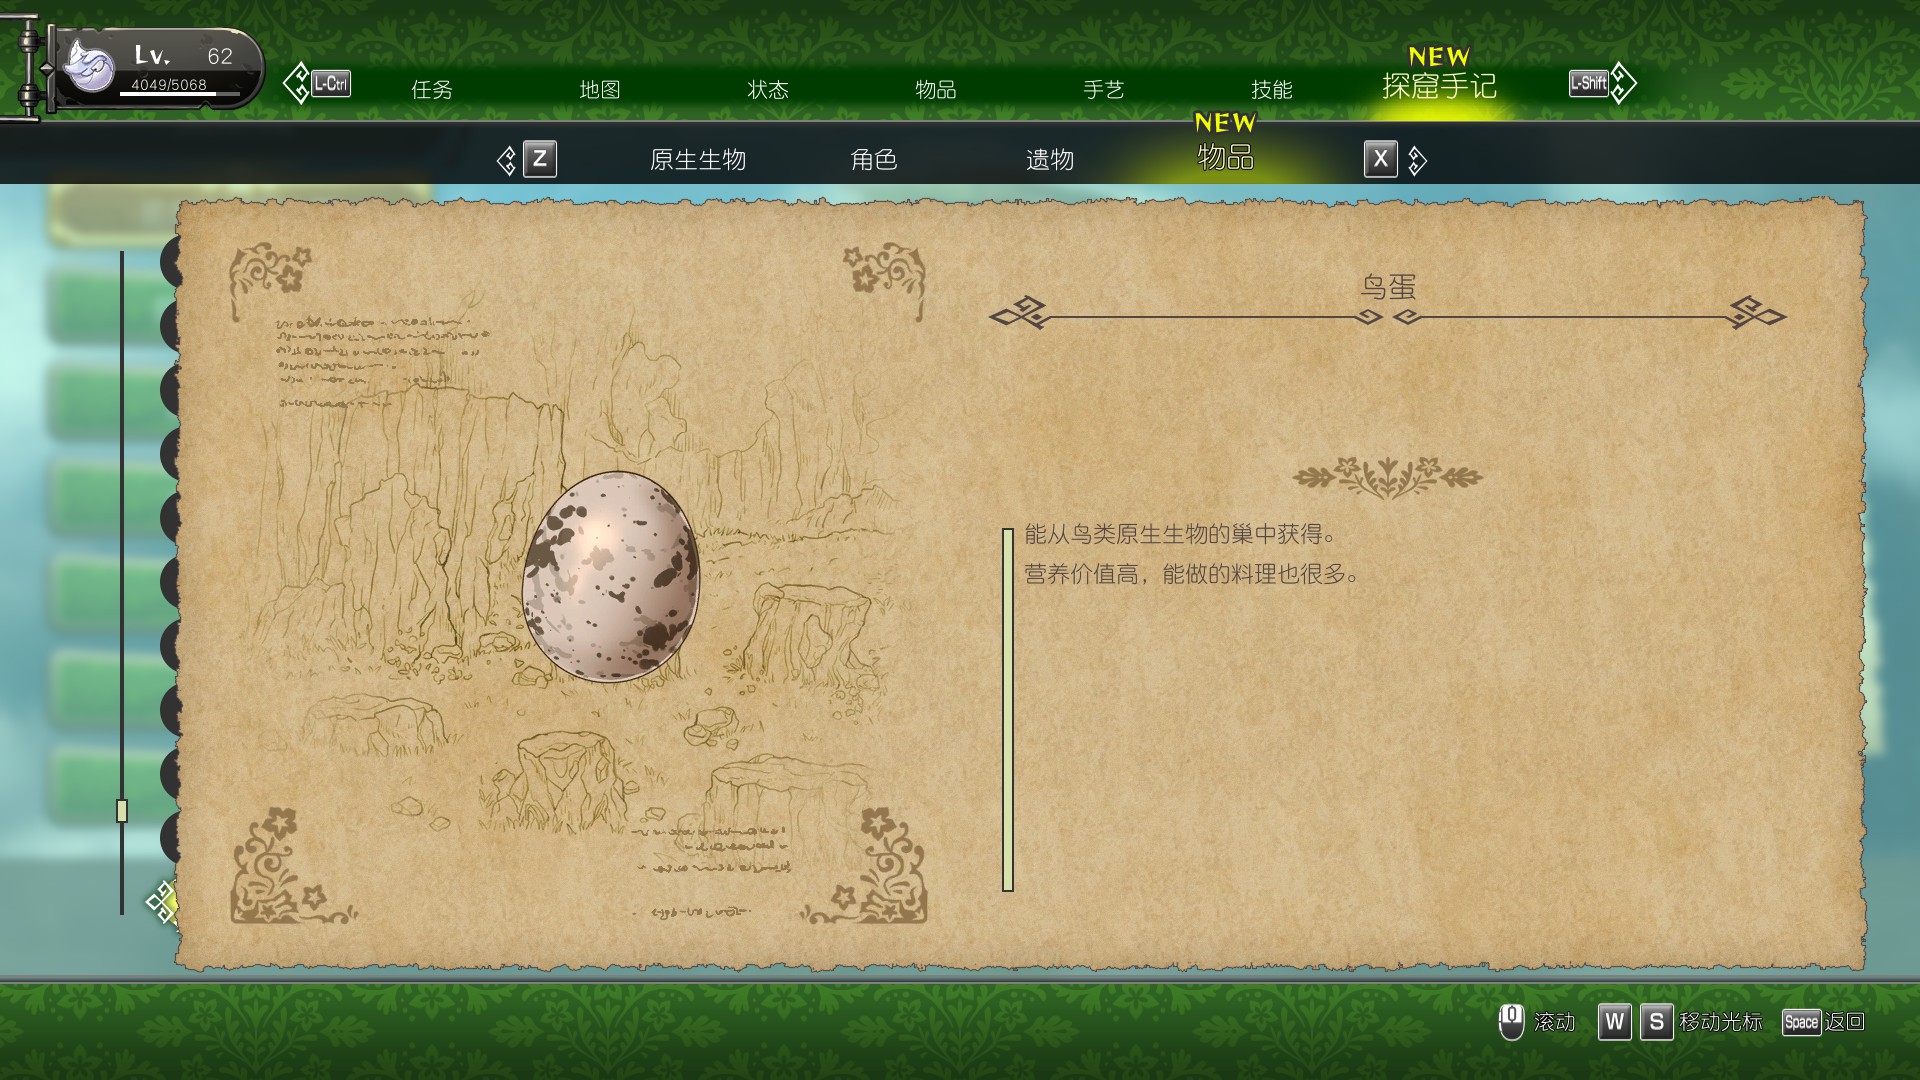 Lv. 62
4049/5068
L-Ctrl
任务
地图
状态
物品
手艺
技能
NEW
探窟手记
L-Shift
Z
原生生物
角色
遗物
NEW
物品
X
鸟蛋
能从鸟类原生生物的巢中获得。
营养价值高，能做的料理也很多。
滚动
W S 移动光标
Space 返回